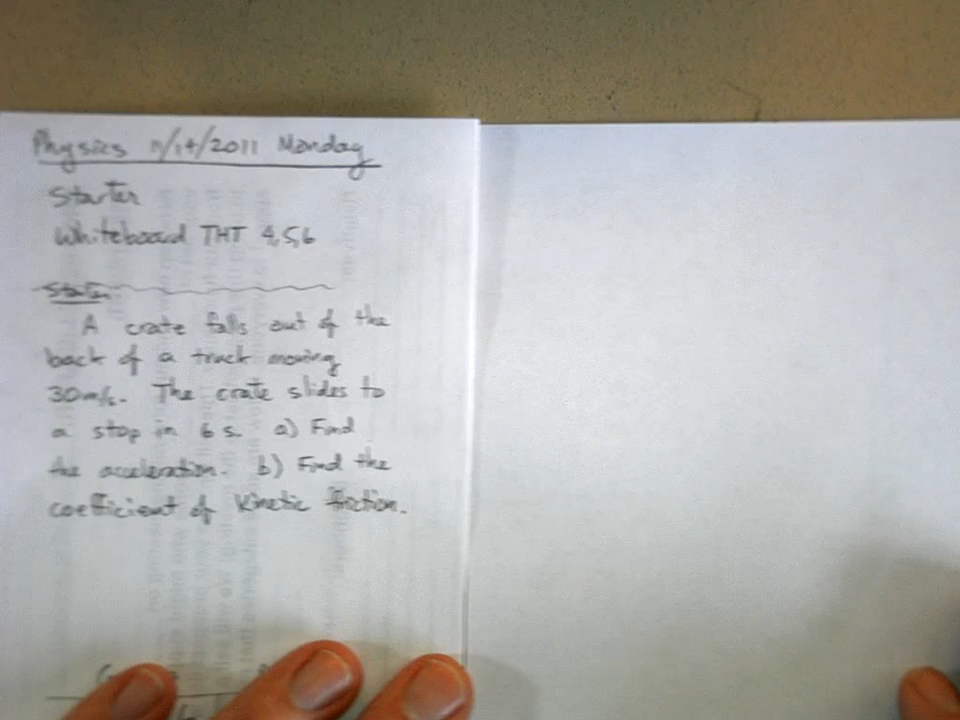 Physics 11/14/2011 Monday
Starter
Whiteboard THT 4,5,6
Starter
A crate falls out of the
back of a truck moving
30m/s. The crate slides to
a stop in 6 s. a) Find
the acceleration. b) Find the
coefficient of kinetic friction.